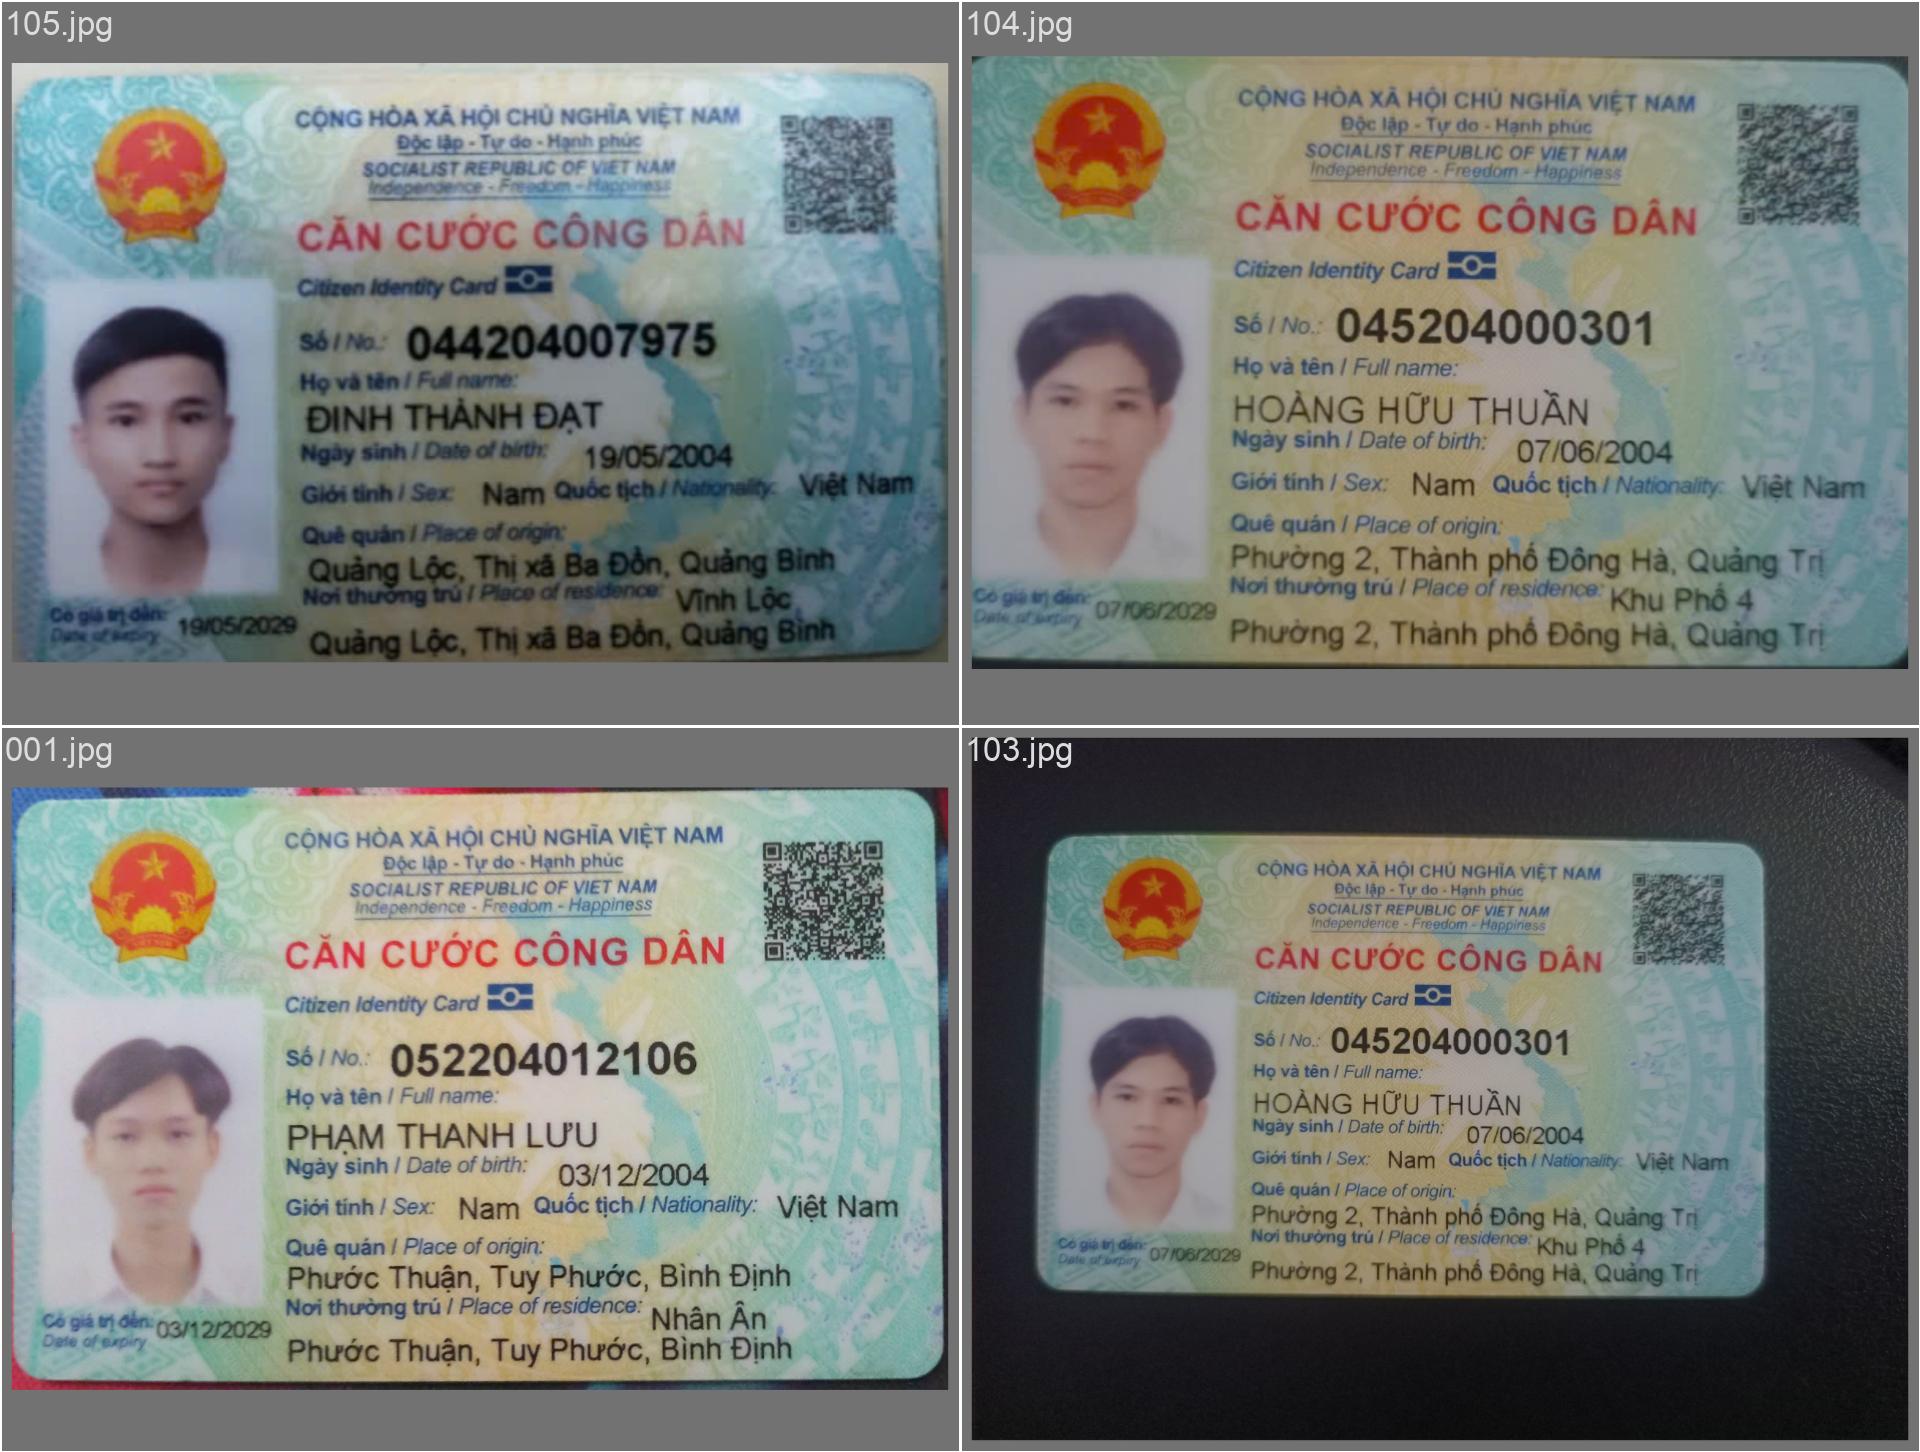 105.jpg
CỘNG HÒA XÃ HỘI CHỦ NGHĨA VIỆT NAM
Độc lập - Tự do - Hạnh phúc
SOCIALIST REPUBLIC OF VIET NAM
Independence - Freedom - Happiness
CĂN CƯỚC CÔNG DÂN
Citizen Identity Card
Số / No.: 044204007975
Họ và tên / Full name:
ĐINH THÀNH ĐẠT
Ngày sinh / Date of birth: 19/05/2004
Giới tính / Sex: Nam Quốc tịch / Nationality: Việt Nam
Quê quán / Place of origin:
Quảng Lộc, Thị xã Ba Đồn, Quảng Bình
Nơi thường trú / Place of residence: Vĩnh Lộc
Quảng Lộc, Thị xã Ba Đồn, Quảng Bình
Có giá trị đến: 19/05/2029
Date of expiry
104.jpg
CỘNG HÒA XÃ HỘI CHỦ NGHĨA VIỆT NAM
Độc lập - Tự do - Hạnh phúc
SOCIALIST REPUBLIC OF VIET NAM
Independence - Freedom - Happiness
CĂN CƯỚC CÔNG DÂN
Citizen Identity Card
Số / No.: 045204000301
Họ và tên / Full name:
HOÀNG HỮU THUẦN
Ngày sinh / Date of birth: 07/06/2004
Giới tính / Sex: Nam Quốc tịch / Nationality: Việt Nam
Quê quán / Place of origin:
Phường 2, Thành phố Đông Hà, Quảng Trị
Nơi thường trú / Place of residence: Khu Phố 4
Phường 2, Thành phố Đông Hà, Quảng Trị
Có giá trị đến: 07/06/2029
Date of expiry
001.jpg
CỘNG HÒA XÃ HỘI CHỦ NGHĨA VIỆT NAM
Độc lập - Tự do - Hạnh phúc
SOCIALIST REPUBLIC OF VIET NAM
Independence - Freedom - Happiness
CĂN CƯỚC CÔNG DÂN
Citizen Identity Card
Số / No.: 052204012106
Họ và tên / Full name:
PHẠM THANH LƯU
Ngày sinh / Date of birth: 03/12/2004
Giới tính / Sex: Nam Quốc tịch / Nationality: Việt Nam
Quê quán / Place of origin:
Phước Thuận, Tuy Phước, Bình Định
Nơi thường trú / Place of residence: Nhân Ân
Phước Thuận, Tuy Phước, Bình Định
Có giá trị đến: 03/12/2029
Date of expiry
103.jpg
CỘNG HÒA XÃ HỘI CHỦ NGHĨA VIỆT NAM
Độc lập - Tự do - Hạnh phúc
SOCIALIST REPUBLIC OF VIET NAM
Independence - Freedom - Happiness
CĂN CƯỚC CÔNG DÂN
Citizen Identity Card
Số / No.: 045204000301
Họ và tên / Full name:
HOÀNG HỮU THUẦN
Ngày sinh / Date of birth: 07/06/2004
Giới tính / Sex: Nam Quốc tịch / Nationality: Việt Nam
Quê quán / Place of origin:
Phường 2, Thành phố Đông Hà, Quảng Trị
Nơi thường trú / Place of residence: Khu Phố 4
Phường 2, Thành phố Đông Hà, Quảng Trị
Có giá trị đến: 07/06/2029
Date of expiry